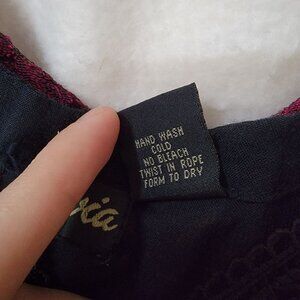 HAND WASH
COLD
NO BLEACH
TWIST IN ROPE
FORM TO DRY